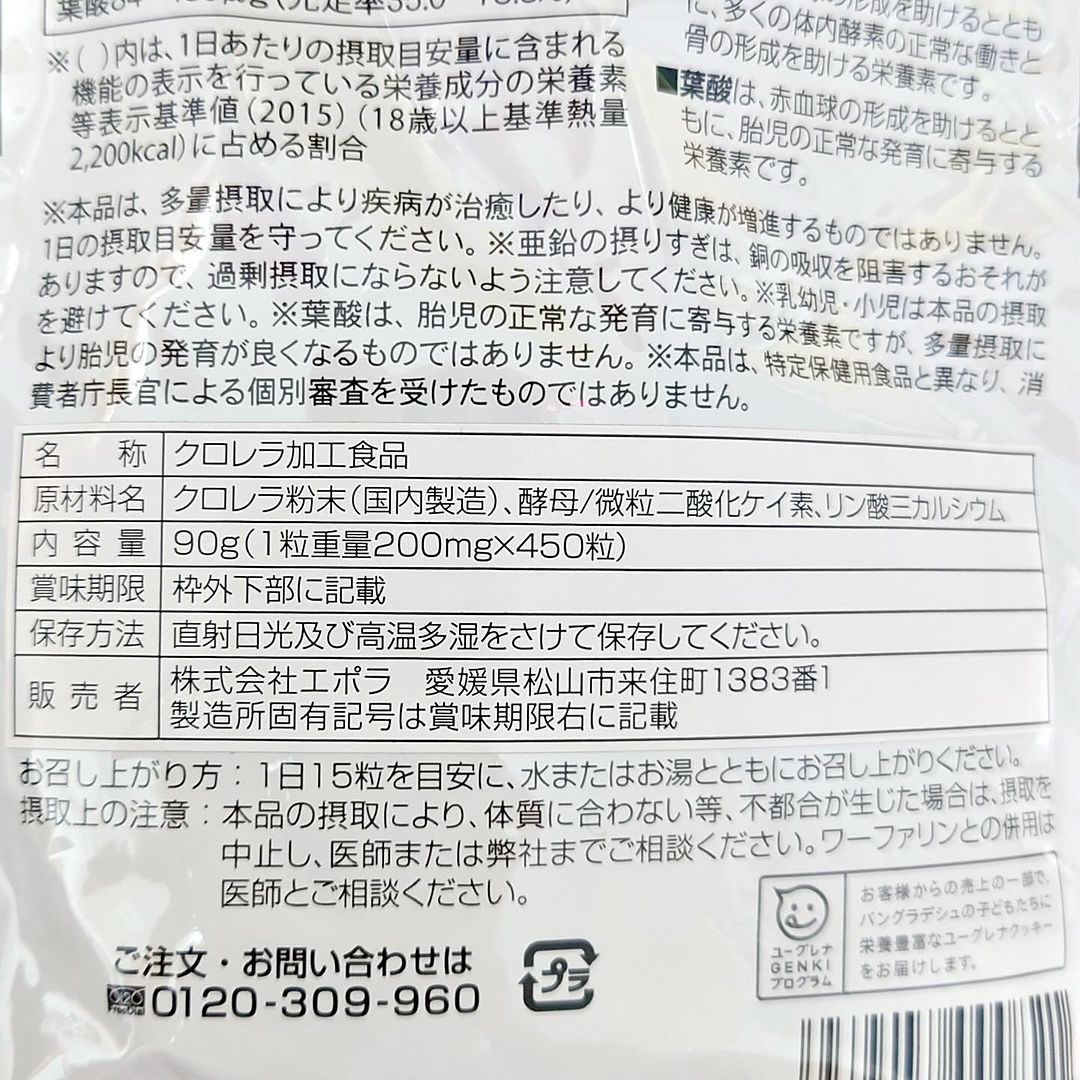 ※( )内は、1日あたりの摂取目安量に含まれる
機能の表示を行っている栄養成分の栄養素
等表示基準値(2015)(18歳以上基準熱量
2,200kcal)に占める割合
の形成を助けるととも
に、多くの体内酵素の正常な働きと
骨の形成を助ける栄養素です。
■葉酸は、赤血球の形成を助けるとと
もに、胎児の正常な発育に寄与する
栄養素です。
※本品は、多量摂取により疾病が治癒したり、より健康が増進するものではありません。
1日の摂取目安量を守ってください。※亜鉛の摂りすぎは、銅の吸収を阻害するおそれが
ありますので、過剰摂取にならないよう注意してください。※乳幼児・小児は本品の摂取
を避けてください。※葉酸は、胎児の正常な発育に寄与する栄養素ですが、多量摂取に
より胎児の発育が良くなるものではありません。※本品は、特定保健用食品と異なり、消
費者庁長官による個別審査を受けたものではありません。
名称 クロレラ加工食品
原材料名 クロレラ粉末(国内製造)、酵母/微粒二酸化ケイ素、リン酸三カルシウム
内容量 90g(1粒重量200mg×450粒)
賞味期限 枠外下部に記載
保存方法 直射日光及び高温多湿をさけて保存してください。
販売者 株式会社エポラ 愛媛県松山市来住町1383番1
製造所固有記号は賞味期限右に記載
お召し上がり方：1日15粒を目安に、水またはお湯とともにお召し上がりください。
摂取上の注意：本品の摂取により、体質に合わない等、不都合が生じた場合は、摂取を
中止し、医師または弊社までご相談ください。ワーファリンとの併用は
医師とご相談ください。
ご注文・お問い合わせは
0120-309-960
プラ
ユーグレナ
GENKI
プログラム
お客様からの売上の一部で、
バングラデシュの子どもたちに
栄養豊富なユーグレナクッキー
をお届けします。